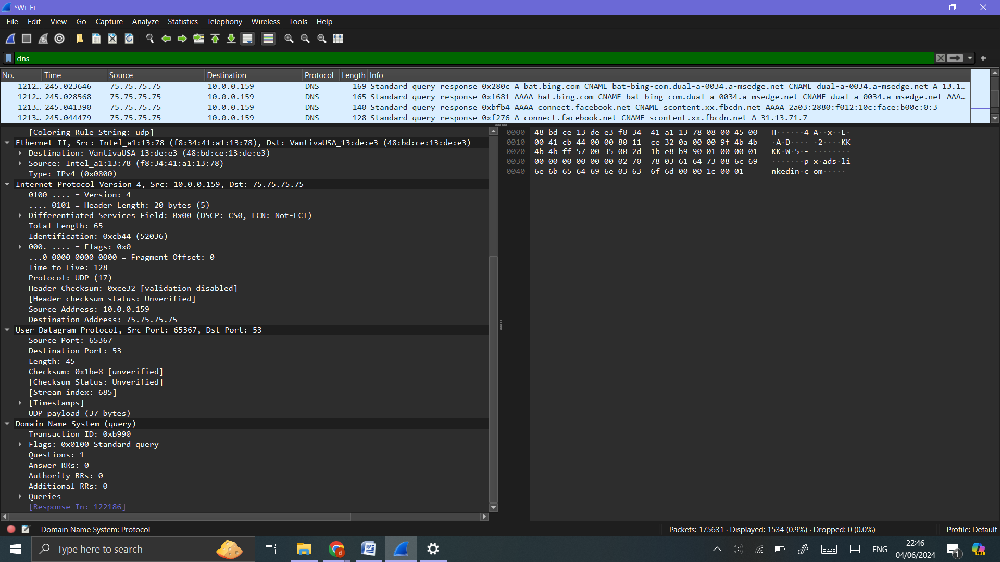 *Wi-Fi
File Edit View Go Capture Analyze Statistics Telephony Wireless Tools Help
dns
No. Time Source Destination Protocol Length Info
1212… 245.023646 75.75.75.75 10.0.0.159 DNS 169 Standard query response 0x280c A bat.bing.com CNAME bat-bing-com.dual-a-0034.a-msedge.net CNAME dual-a-0034.a-msedge.net A 13.1…
1212… 245.028568 75.75.75.75 10.0.0.159 DNS 165 Standard query response 0xf681 AAAA bat.bing.com CNAME bat-bing-com.dual-a-0034.a-msedge.net CNAME dual-a-0034.a-msedge.net AAA…
1213… 245.041390 75.75.75.75 10.0.0.159 DNS 140 Standard query response 0xbfb4 AAAA connect.facebook.net CNAME scontent.xx.fbcdn.net AAAA 2a03:2880:f012:10c:face:b00c:0:3
1213… 245.044479 75.75.75.75 10.0.0.159 DNS 128 Standard query response 0xf276 A connect.facebook.net CNAME scontent.xx.fbcdn.net A 31.13.71.7
[Coloring Rule String: udp]
Ethernet II, Src: Intel_a1:13:78 (f8:34:41:a1:13:78), Dst: VantivaUSA_13:de:e3 (48:bd:ce:13:de:e3)
Destination: VantivaUSA_13:de:e3 (48:bd:ce:13:de:e3)
Source: Intel_a1:13:78 (f8:34:41:a1:13:78)
Type: IPv4 (0x0800)
Internet Protocol Version 4, Src: 10.0.0.159, Dst: 75.75.75.75
0100 .... = Version: 4
.... 0101 = Header Length: 20 bytes (5)
Differentiated Services Field: 0x00 (DSCP: CS0, ECN: Not-ECT)
Total Length: 65
Identification: 0xcb44 (52036)
000. .... = Flags: 0x0
...0 0000 0000 0000 = Fragment Offset: 0
Time to Live: 128
Protocol: UDP (17)
Header Checksum: 0xce32 [validation disabled]
[Header checksum status: Unverified]
Source Address: 10.0.0.159
Destination Address: 75.75.75.75
User Datagram Protocol, Src Port: 65367, Dst Port: 53
Source Port: 65367
Destination Port: 53
Length: 45
Checksum: 0x1be8 [unverified]
[Checksum Status: Unverified]
[Stream index: 685]
[Timestamps]
UDP payload (37 bytes)
Domain Name System (query)
Transaction ID: 0xb990
Flags: 0x0100 Standard query
Questions: 1
Answer RRs: 0
Authority RRs: 0
Additional RRs: 0
Queries
[Response In: 122186]
0000 48 bd ce 13 de e3 f8 34 41 a1 13 78 08 00 45 00 H······4 A··x··E·
0010 00 41 cb 44 00 00 80 11 ce 32 0a 00 00 9f 4b 4b ·A·D···· ·2····KK
0020 4b 4b ff 57 00 35 00 2d 1b e8 b9 90 01 00 00 01 KK·W·5·- ········
0030 00 00 00 00 00 00 02 70 78 03 61 64 73 08 6c 69 ·······p x·ads·li
0040 6e 6b 65 64 69 6e 03 63 6f 6d 00 00 1c 00 01 nkedin·c om·····
Domain Name System: Protocol
Packets: 175631 · Displayed: 1534 (0.9%) · Dropped: 0 (0.0%)
Profile: Default
Type here to search
ENG
22:46
04/06/2024
1
PRE